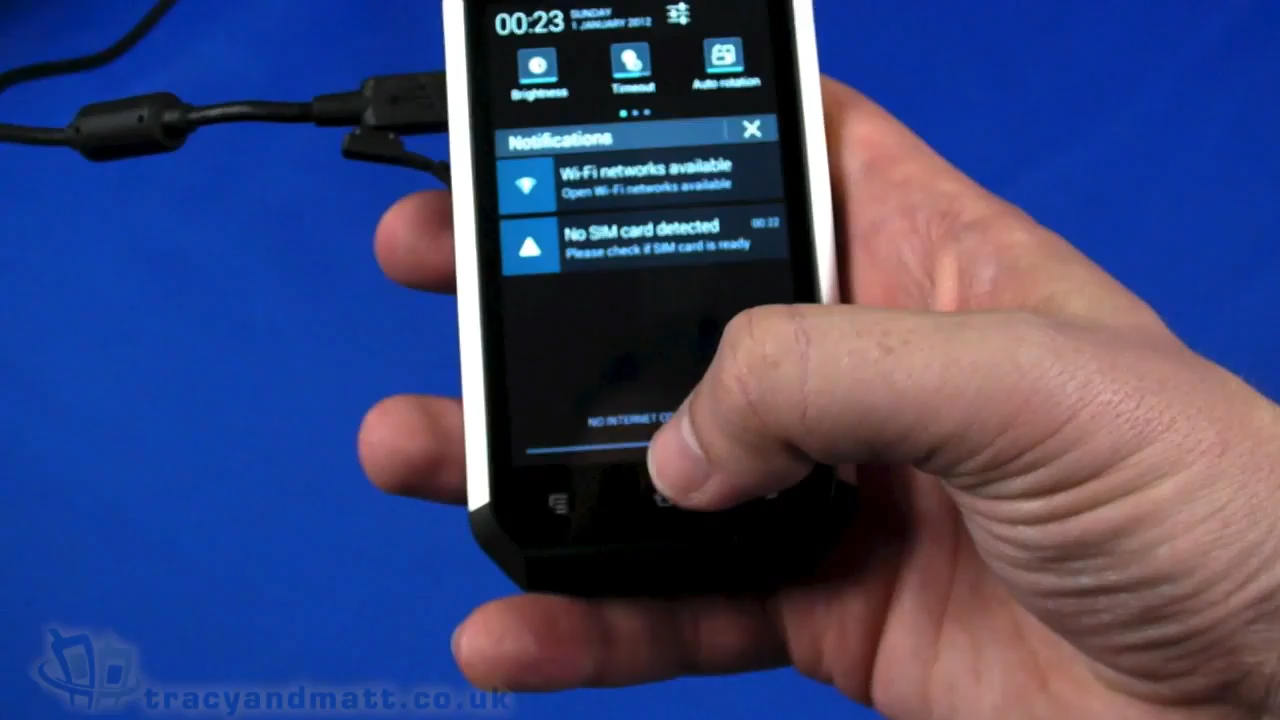 00:23 SUNDAY
1 JANUARY 2012
Brightness Timeout Auto rotation
Notifications
Wi-Fi networks available
Open Wi-Fi networks available
No SIM card detected 00:22
Please check if SIM card is ready
NO INTERNET
tracyandmatt.co.uk